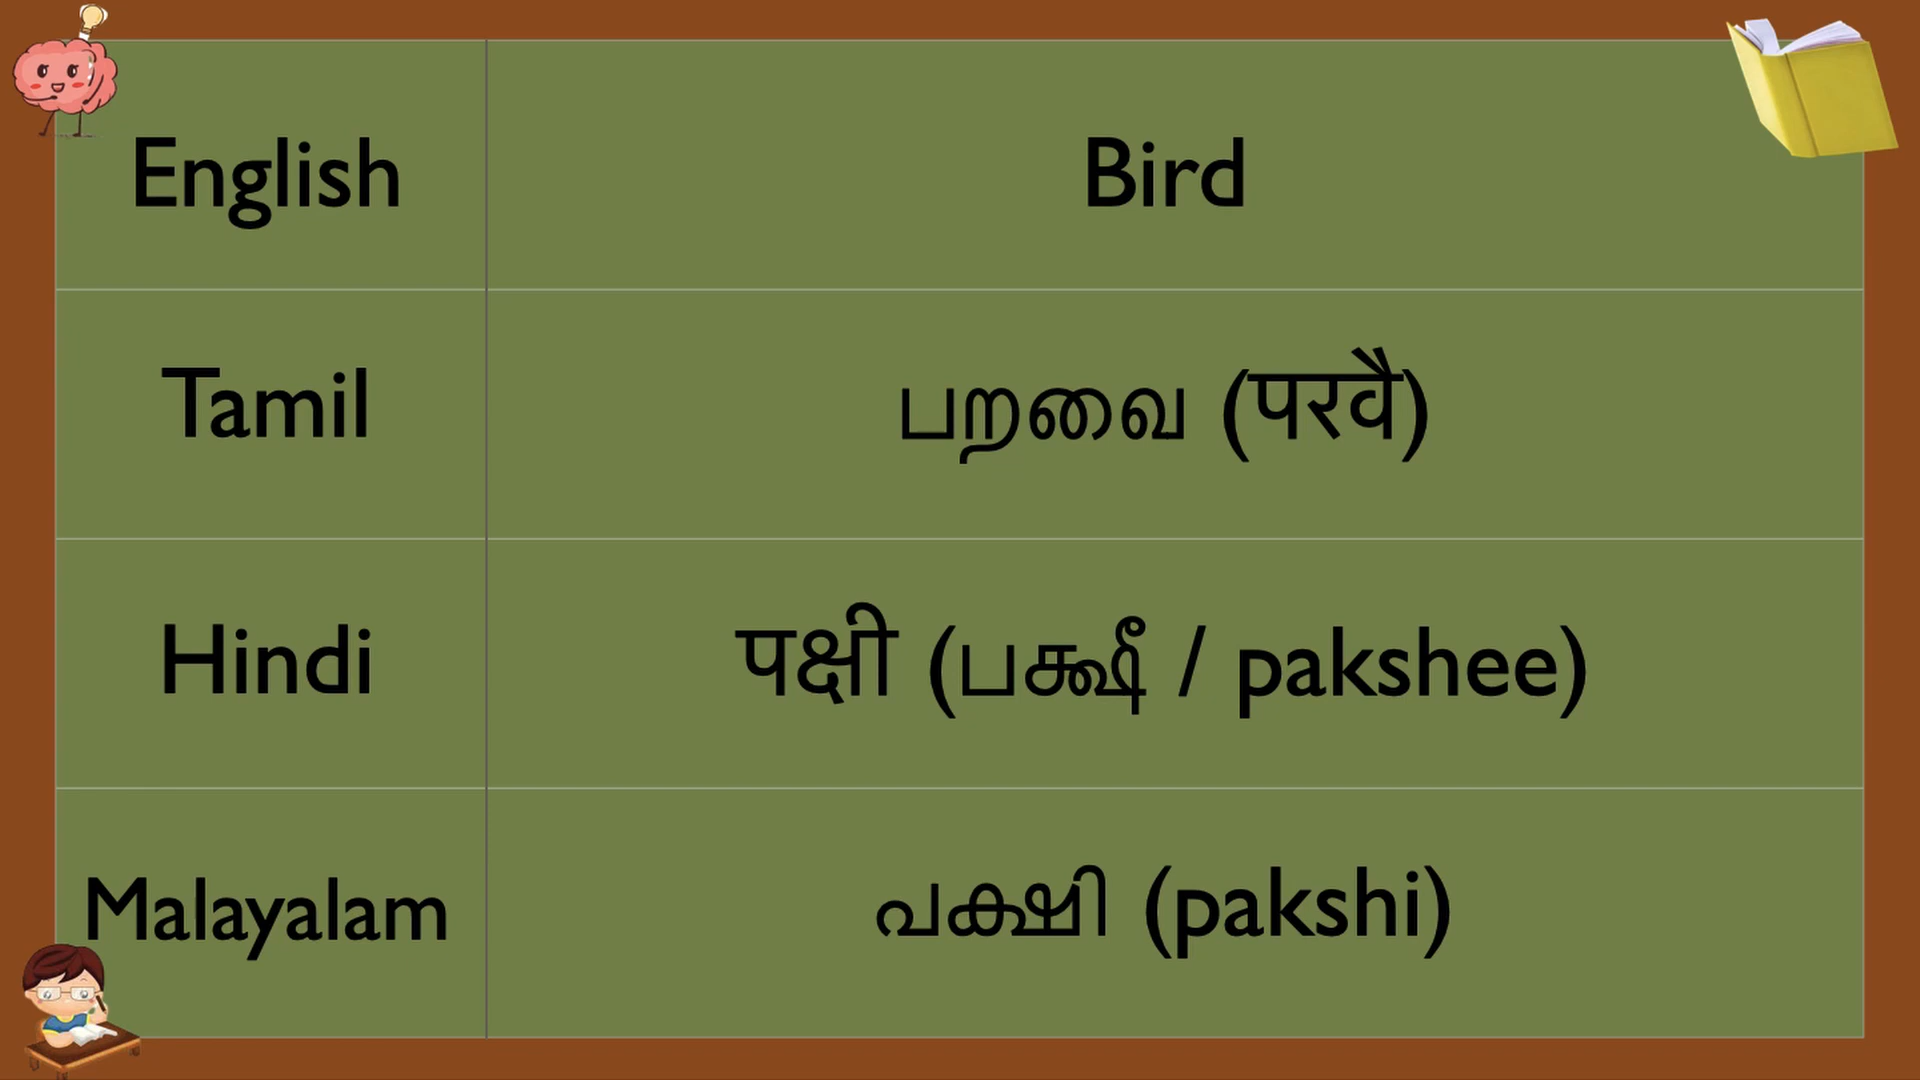 English Bird
Tamil பறவை (परवै)
Hindi पक्षी (பக்ஷீ / pakshee)
Malayalam പക്ഷി (pakshi)